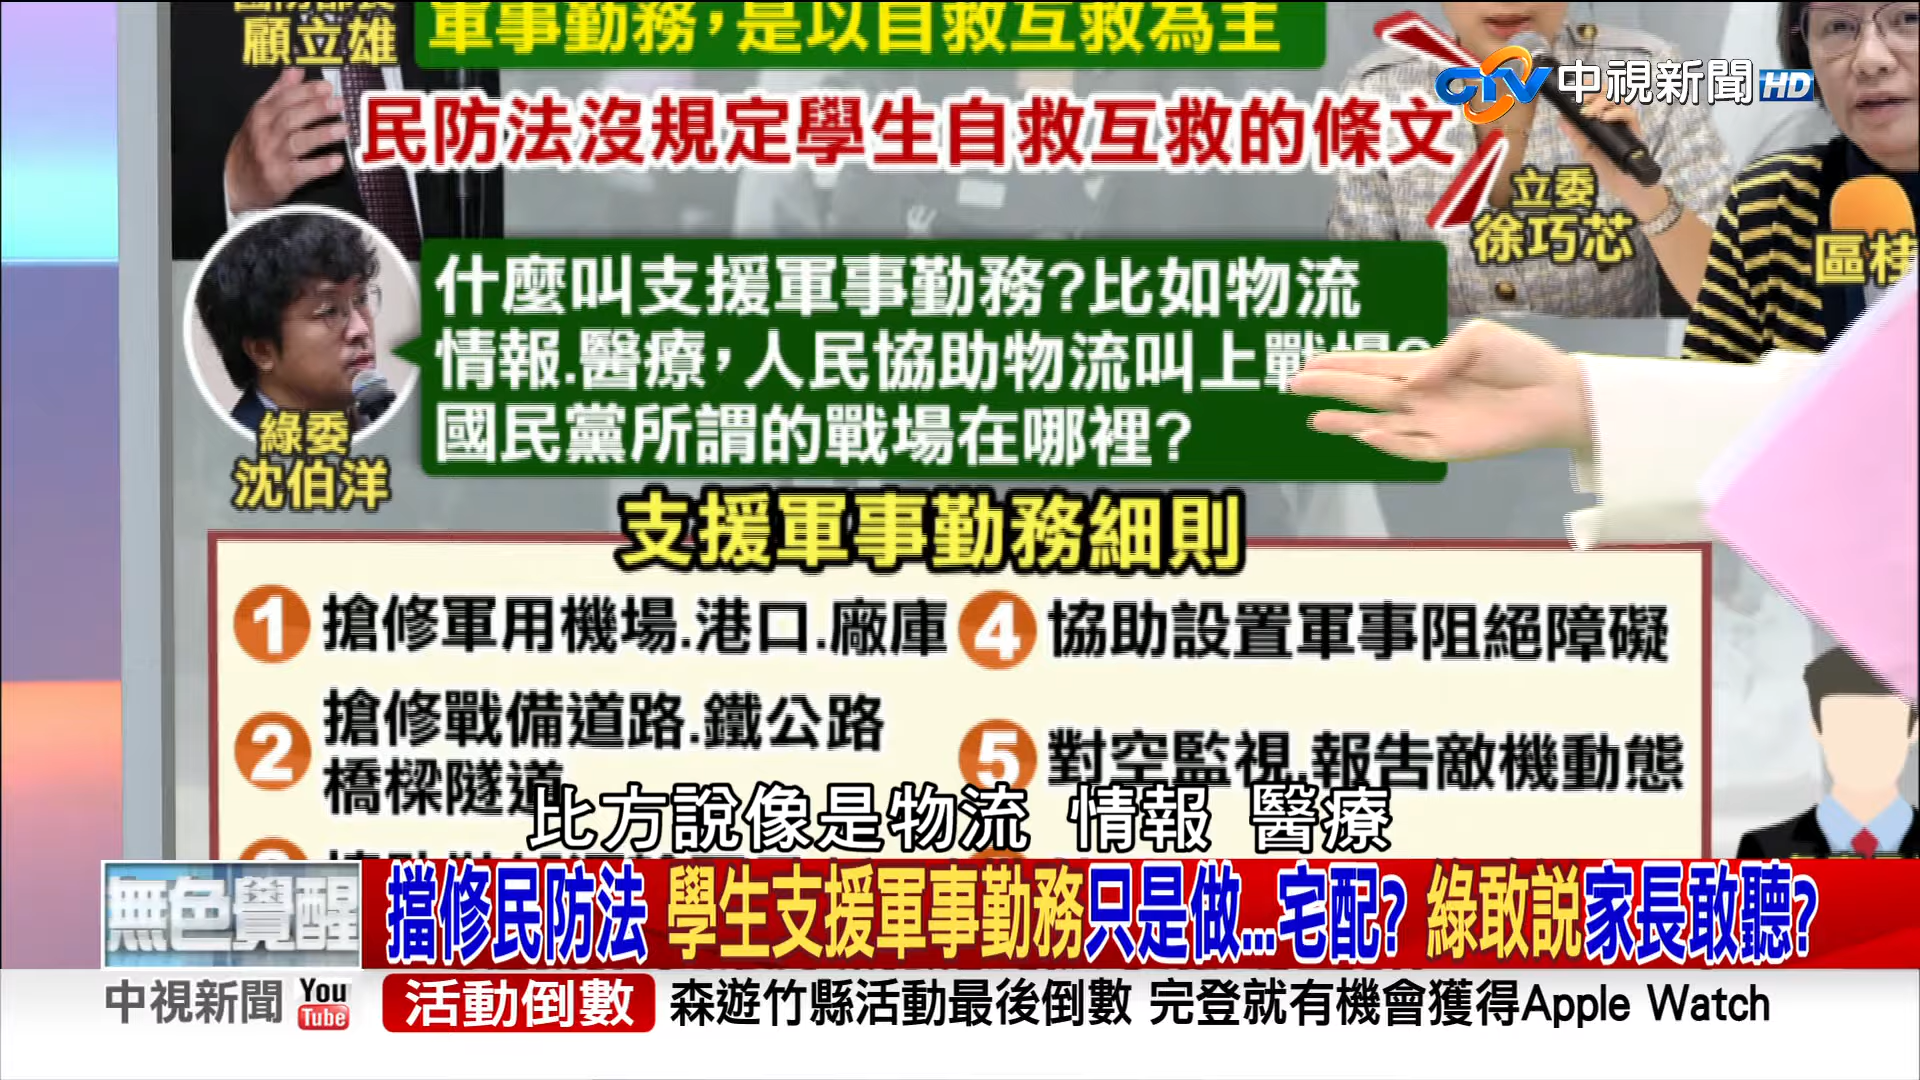 顧立雄
軍事勤務，是以自救互救為主
CTV中視新聞HD
民防法沒規定學生自救互救的條文
立委
徐巧芯
區桂
什麼叫支援軍事勤務?比如物流
情報.醫療，人民協助物流叫上戰場?
國民黨所謂的戰場在哪裡?
綠委
沈伯洋
支援軍事勤務細則
1 搶修軍用機場.港口.廠庫
2 搶修戰備道路.鐵公路
橋樑隧道
4 協助設置軍事阻絕障礙
5 對空監視.報告敵機動態
比方說像是物流 情報 醫療
無色覺醒
擋修民防法 學生支援軍事勤務只是做...宅配? 綠敢説家長敢聽?
中視新聞 YouTube
活動倒數 森遊竹縣活動最後倒數 完登就有機會獲得Apple Watch